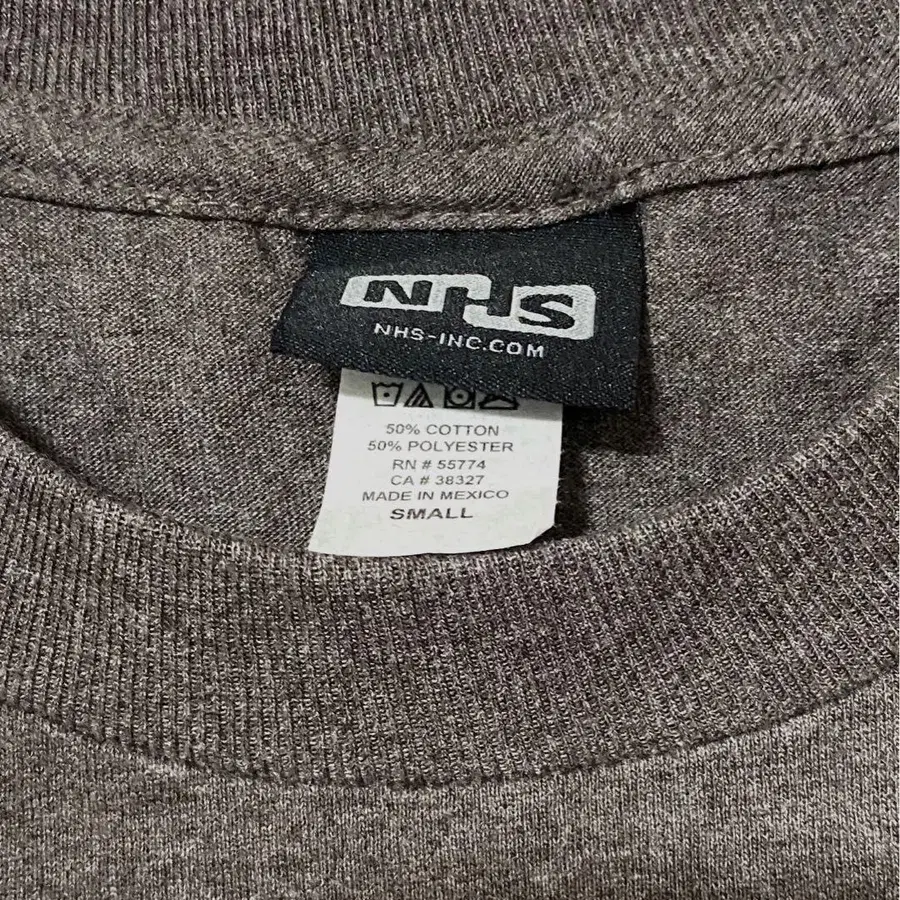 NHS
NHS-INC.COM
50% COTTON
50% POLYESTER
RN # 55774
CA # 38327
MADE IN MEXICO
SMALL